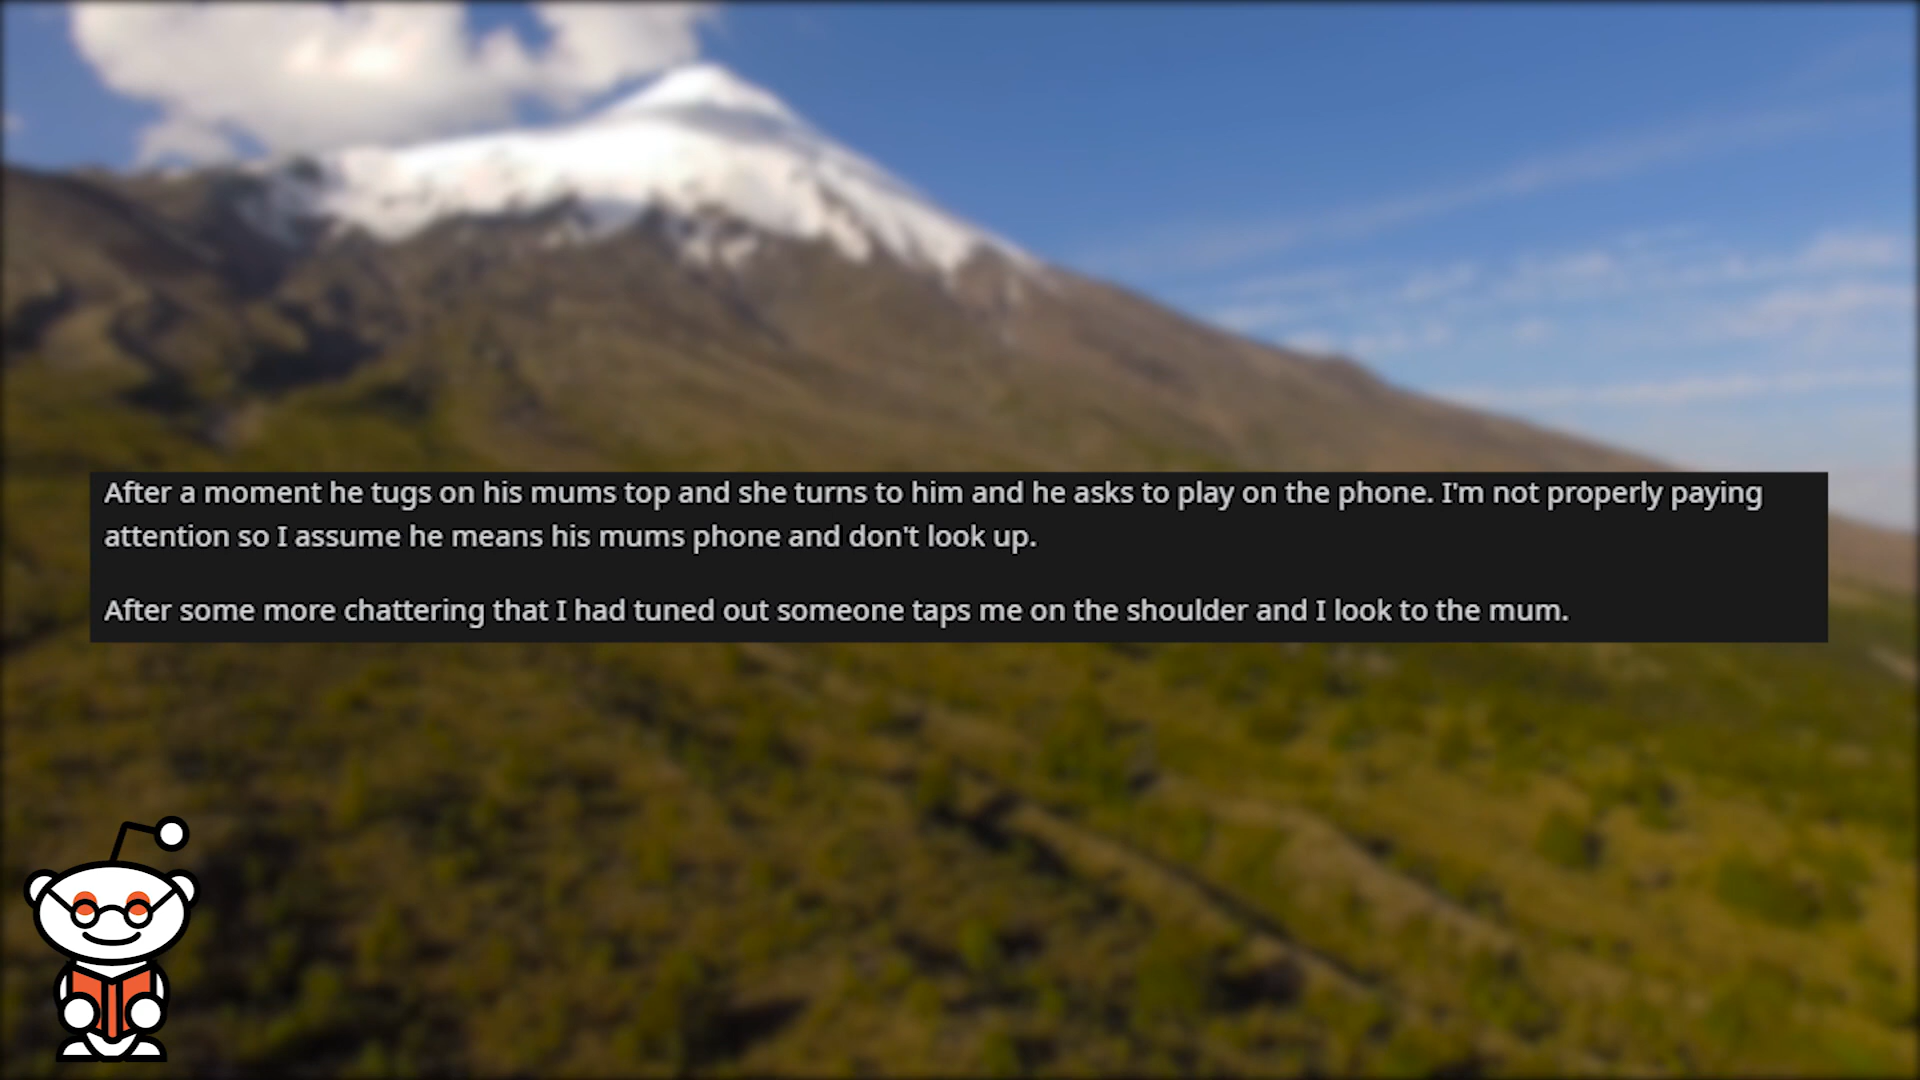 After a moment he tugs on his mums top and she turns to him and he asks to play on the phone. I'm not properly paying
attention so I assume he means his mums phone and don't look up.
After some more chattering that I had tuned out someone taps me on the shoulder and I look to the mum.